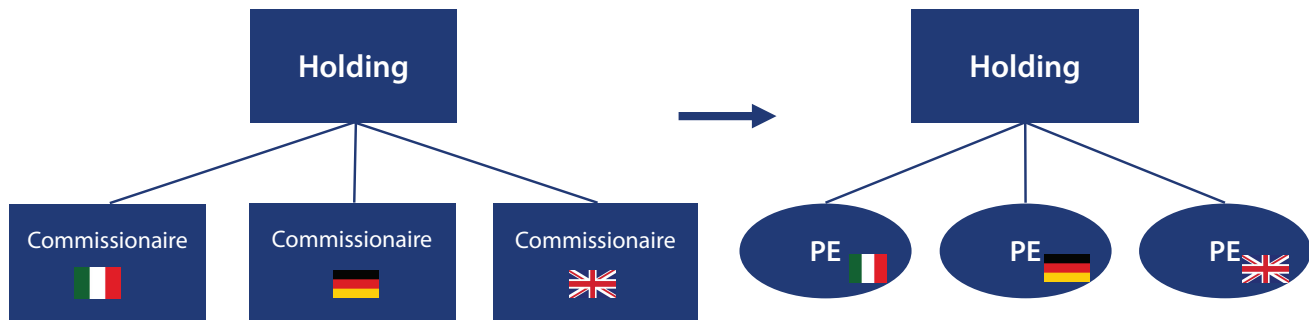 Holding
Commissionaire
Commissionaire
Commissionaire
Holding
PE
PE
PE